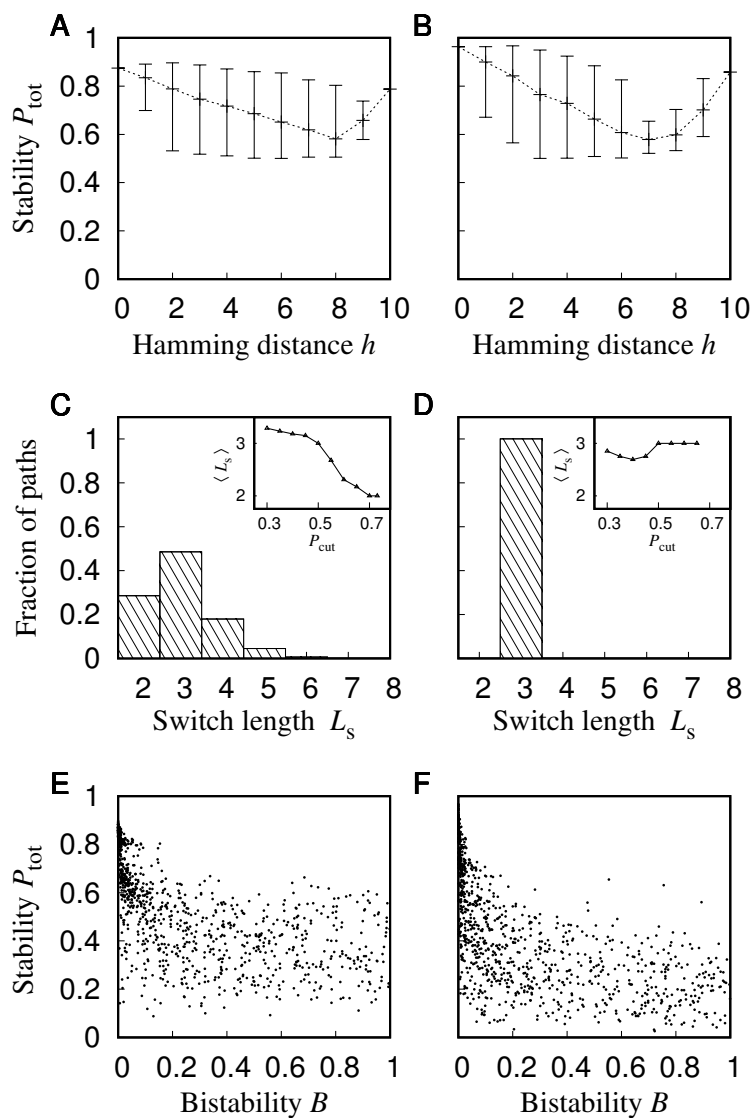 A
B
Stability P_tot
1
0.8
0.6
0.4
0.2
0
0 2 4 6 8 10
0 2 4 6 8 10
Hamming distance h
Hamming distance h
C
D
Fraction of paths
1
0.8
0.6
0.4
0.2
0
⟨ L_s ⟩
3
2
0.3 0.5 0.7
P_cut
⟨ L_s ⟩
3
2
0.3 0.5 0.7
P_cut
2 3 4 5 6 7 8
2 3 4 5 6 7 8
Switch length L_s
Switch length L_s
E
F
Stability P_tot
1
0.8
0.6
0.4
0.2
0
0 0.2 0.4 0.6 0.8 1
0 0.2 0.4 0.6 0.8 1
Bistability B
Bistability B